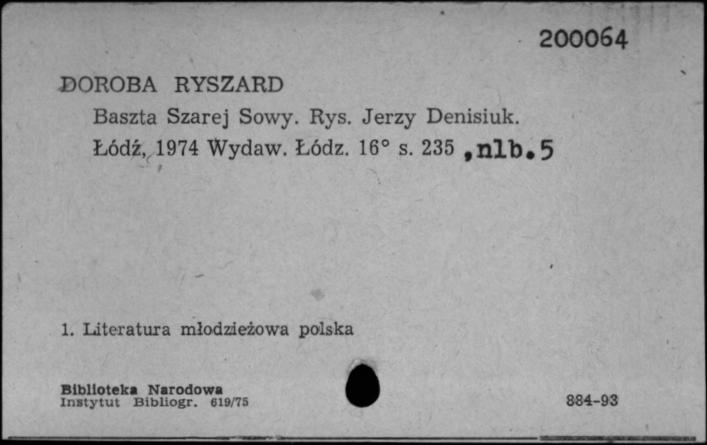 200064
DOROBA RYSZARD
Baszta Szarej Sowy. Rys. Jerzy Denisiuk.
Łódź, 1974 Wydaw. Łódz. 16° s. 235 ,nlb.5
1. Literatura młodzieżowa polska
Biblioteka Narodowa
Instytut Bibliogr. 619/75
884-93